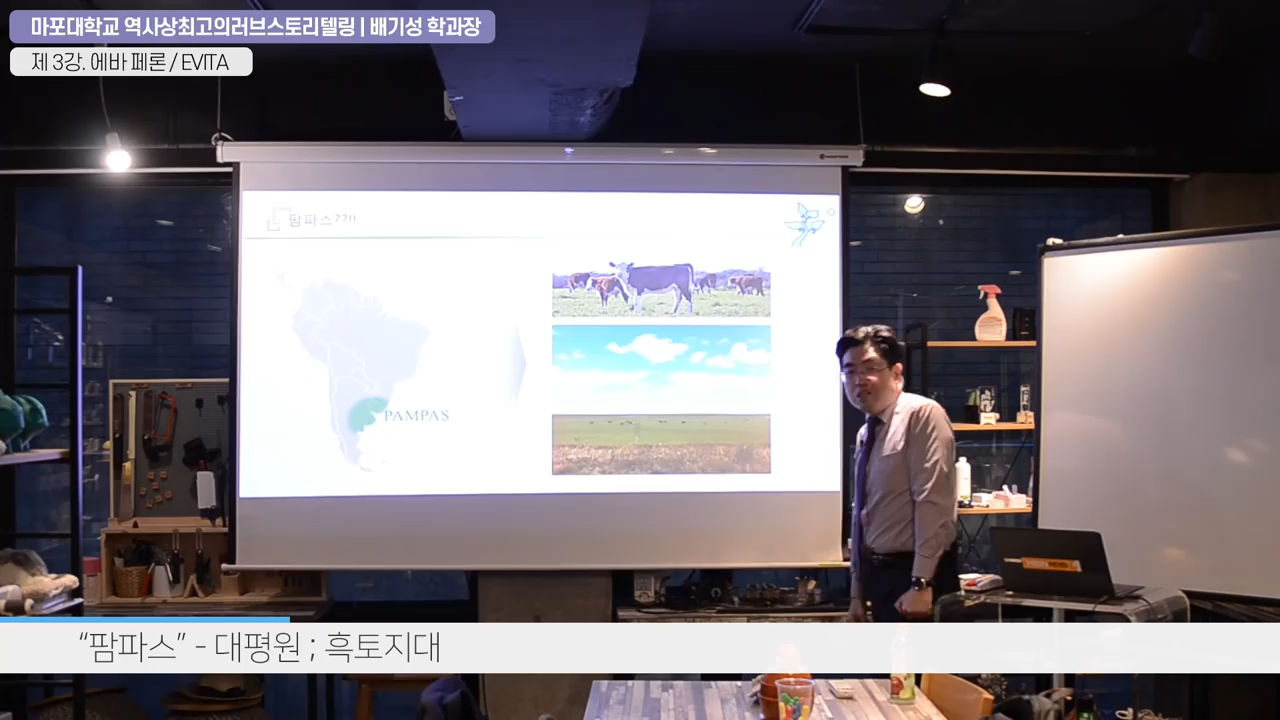 마포대학교 역사상최고의러브스토리텔링 | 배기성 학과장
제 3강. 에바 페론 / EVITA
팜파스??!!
PAMPAS
“팜파스” - 대평원 ; 흑토지대